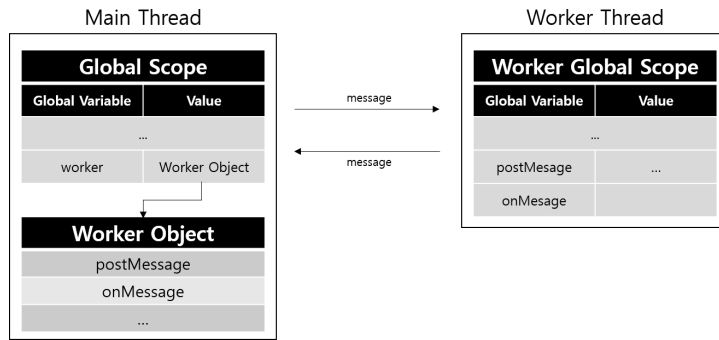 Main Thread
Global Scope
Global Variable Value
...
worker Worker Object
Worker Object
postMessage
onMessage
...
message
message
Worker Thread
Worker Global Scope
Global Variable Value
...
postMesage ...
onMesage